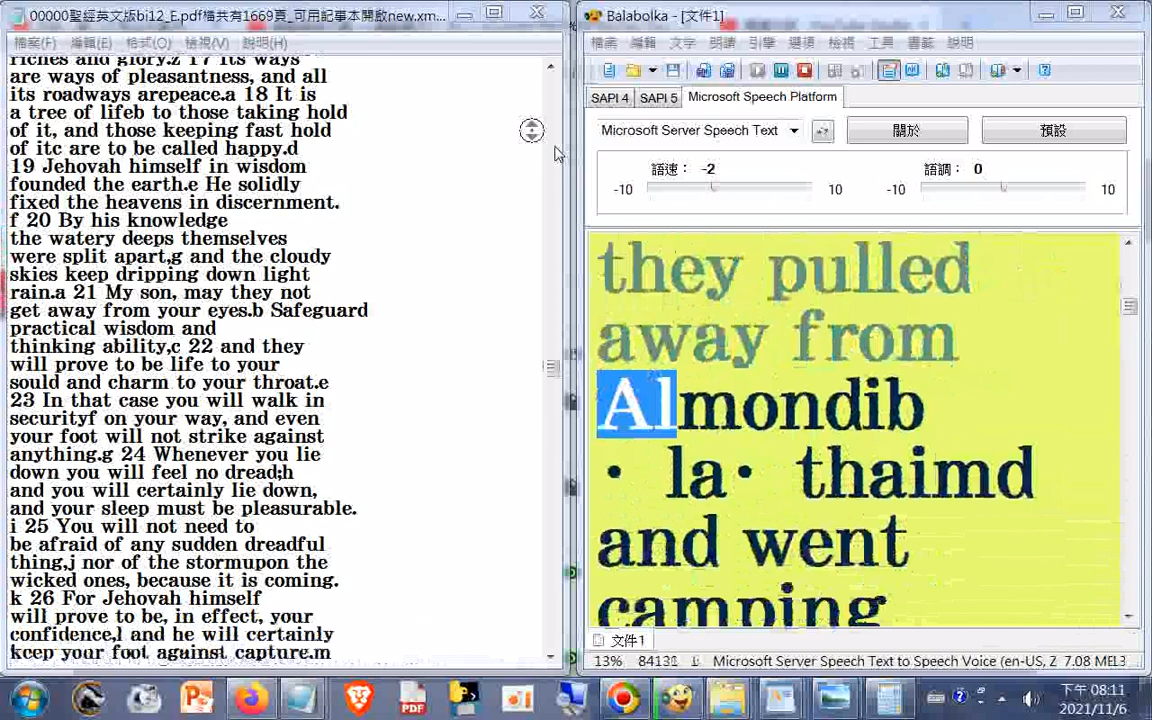 00000聖經英文版bi12_E.pdf檔共有1669頁_可用記事本開啟new.xm...
檔案(F) 編輯(E) 格式(O) 檢視(V) 說明(H)
riches and glory.z 17 Its ways
are ways of pleasantness, and all
its roadways arepeace.a 18 It is
a tree of lifeb to those taking hold
of it, and those keeping fast hold
of itc are to be called happy.d
19 Jehovah himself in wisdom
founded the earth.e He solidly
fixed the heavens in discernment.
f 20 By his knowledge
the watery deeps themselves
were split apart,g and the cloudy
skies keep dripping down light
rain.a 21 My son, may they not
get away from your eyes.b Safeguard
practical wisdom and
thinking ability,c 22 and they
will prove to be life to your
sould and charm to your throat.e
23 In that case you will walk in
securityf on your way, and even
your foot will not strike against
anything.g 24 Whenever you lie
down you will feel no dread;h
and you will certainly lie down,
and your sleep must be pleasurable.
i 25 You will not need to
be afraid of any sudden dreadful
thing,j nor of the stormupon the
wicked ones, because it is coming.
k 26 For Jehovah himself
will prove to be, in effect, your
confidence,l and he will certainly
keep your foot against capture.m
Balabolka - [文件1]
檔案 編輯 文字 朗讀 引擎 選項 檢視 工具 書籤 說明
SAPI 4 SAPI 5 Microsoft Speech Platform
Microsoft Server Speech Text 關於 預設
語速： -2 語調： 0
-10 10 -10 10
they pulled
away from
Almondib
· la· thaimd
and went
camping
文件1
13% 84131 Microsoft Server Speech Text to Speech Voice (en-US, Z 7.08 ME
下午 08:11
2021/11/6